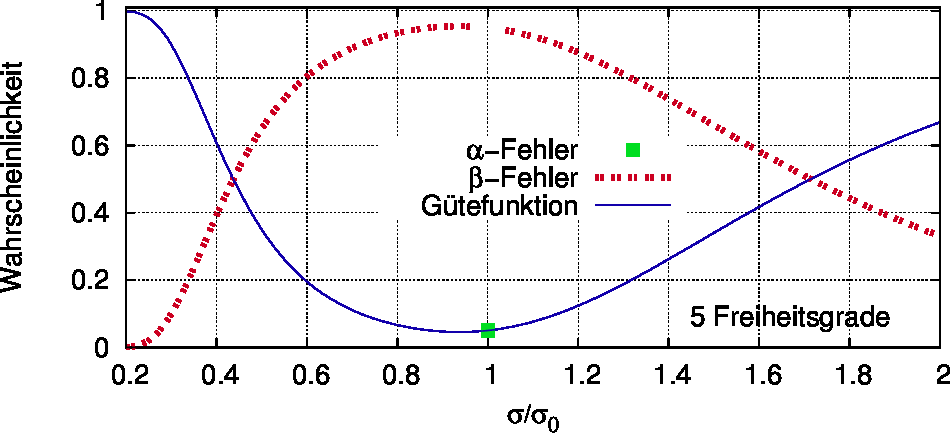 Wahrscheinlichkeit
1
0.8
0.6
0.4
0.2
0
α−Fehler
β−Fehler
Gütefunktion
5 Freiheitsgrade
0.2 0.4 0.6 0.8 1 1.2 1.4 1.6 1.8 2
σ/σ₀